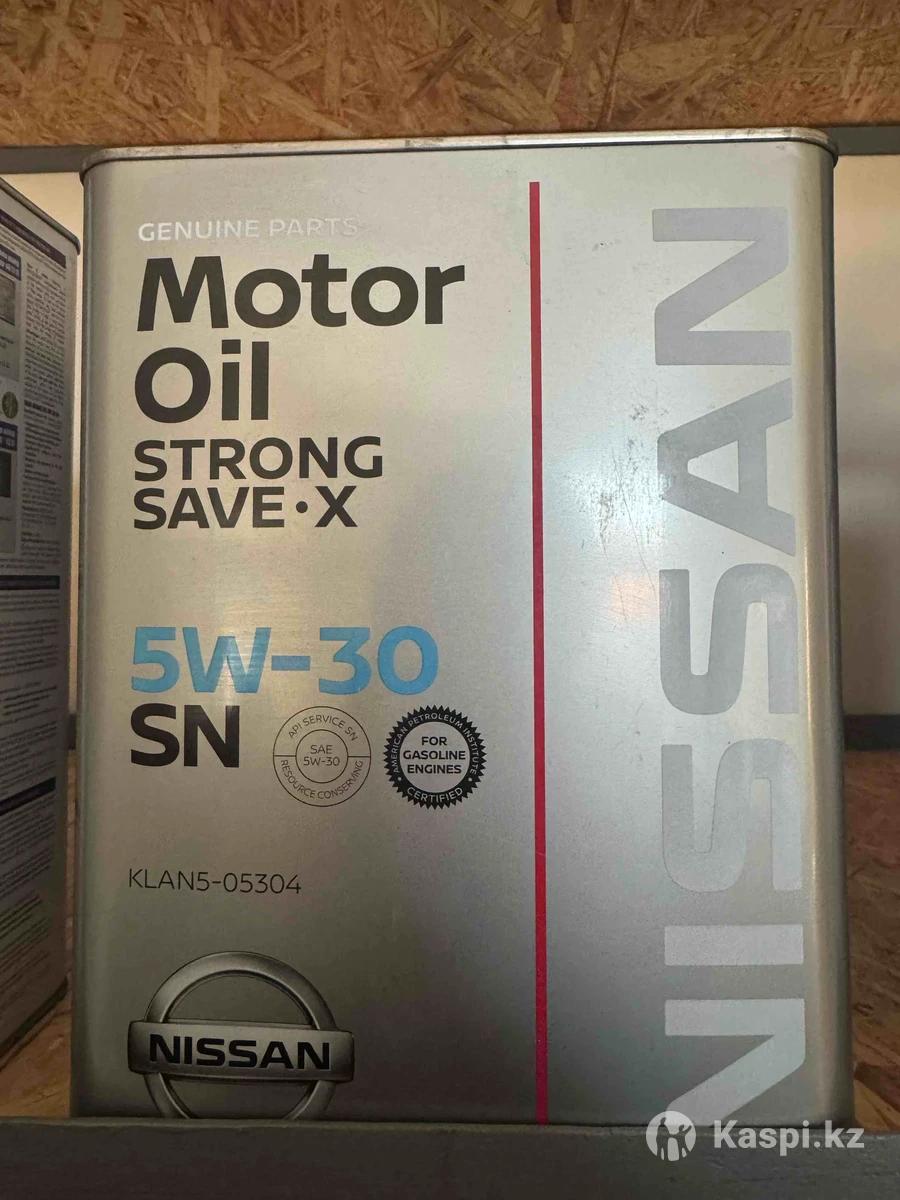 GENUINE PARTS
Motor
Oil
STRONG
SAVE・X
5W-30
SN
API SERVICE SN
SAE
5W-30
RESOURCE CONSERVING
AMERICAN PETROLEUM INSTITUTE
FOR
GASOLINE
ENGINES
CERTIFIED
KLAN5-05304
NISSAN
NISSAN
Kaspi.kz